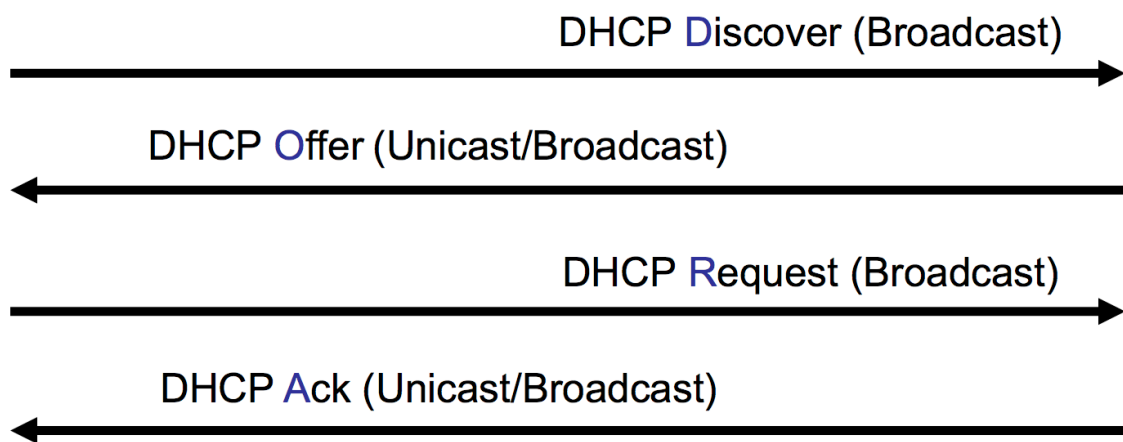 DHCP Discover (Broadcast)
DHCP Offer (Unicast/Broadcast)
DHCP Request (Broadcast)
DHCP Ack (Unicast/Broadcast)